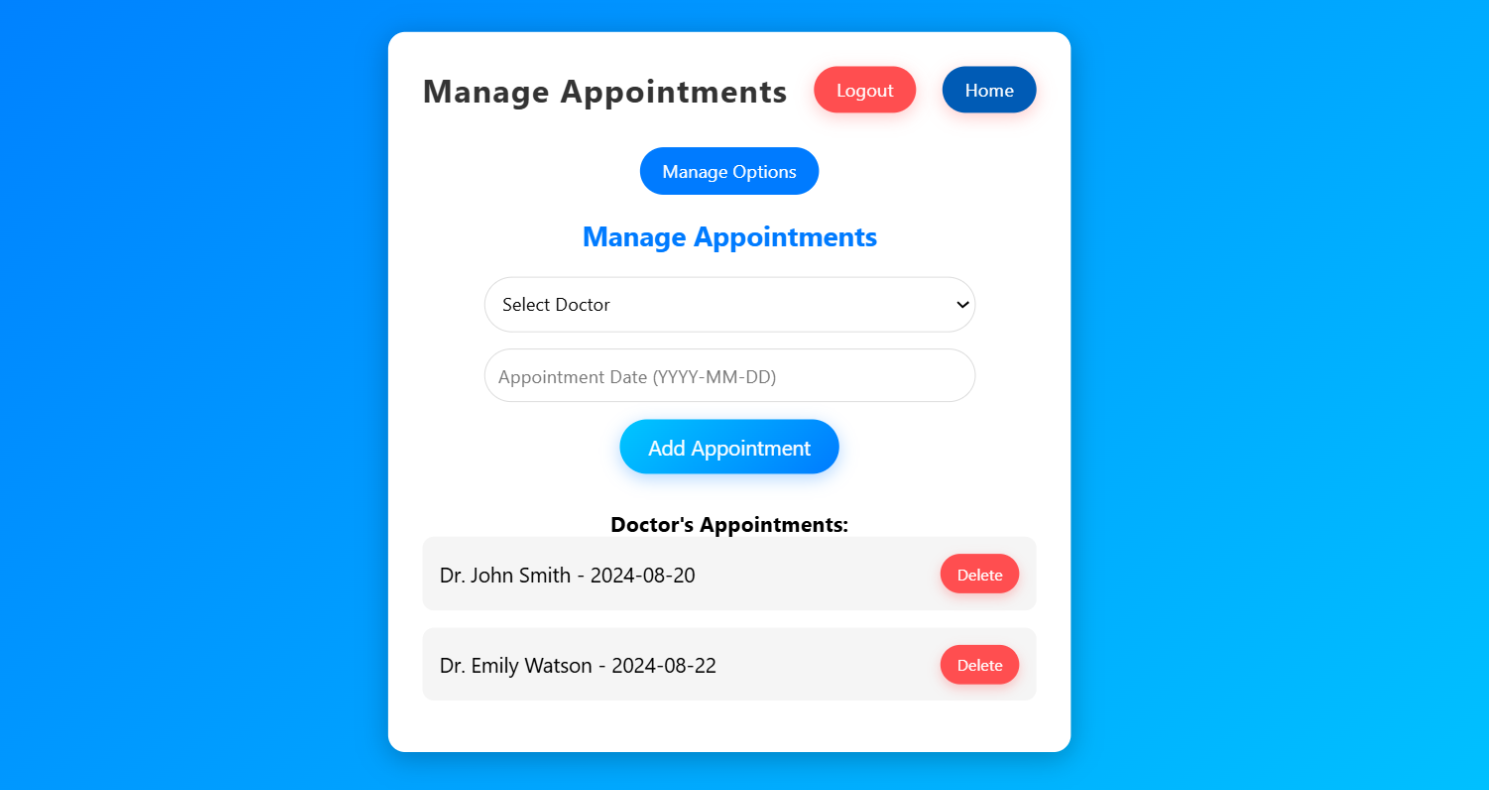 Manage Appointments Logout Home
Manage Options
Manage Appointments
Select Doctor
Appointment Date (YYYY-MM-DD)
Add Appointment
Doctor's Appointments:
Dr. John Smith - 2024-08-20 Delete
Dr. Emily Watson - 2024-08-22 Delete